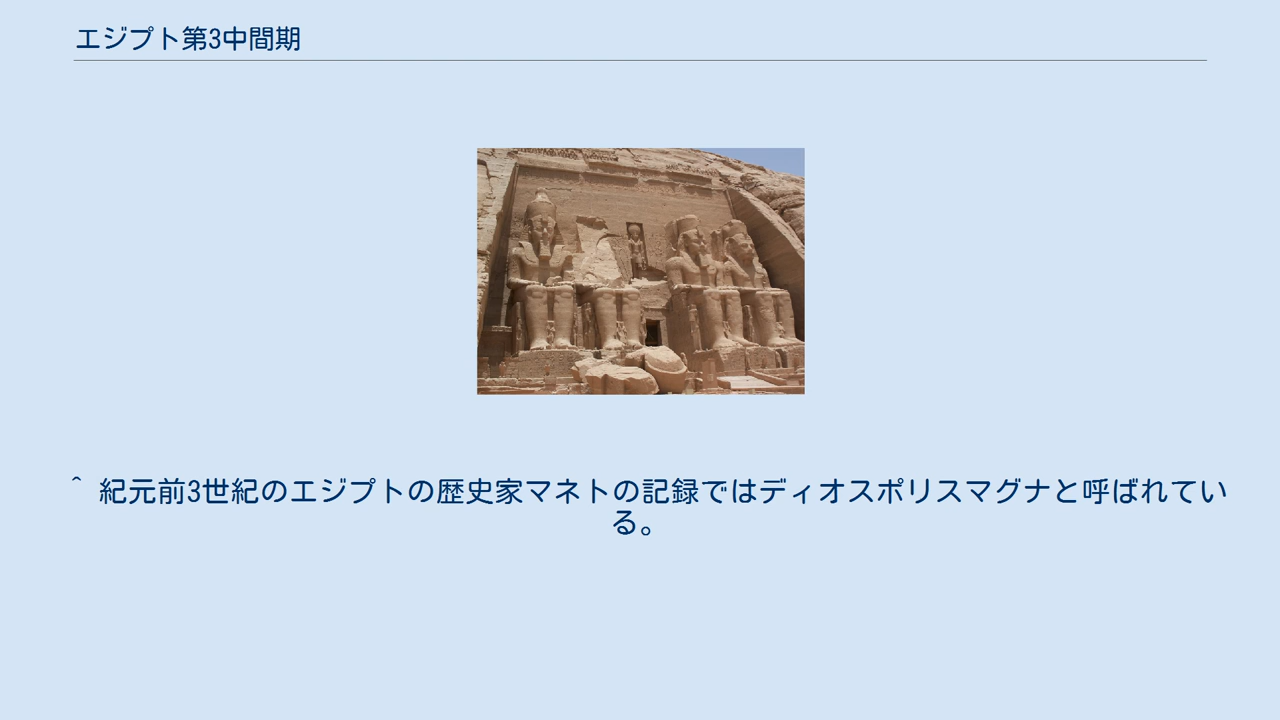 エジプト第3中間期
^ 紀元前3世紀のエジプトの歴史家マネトの記録ではディオスポリスマグナと呼ばれてい
る。